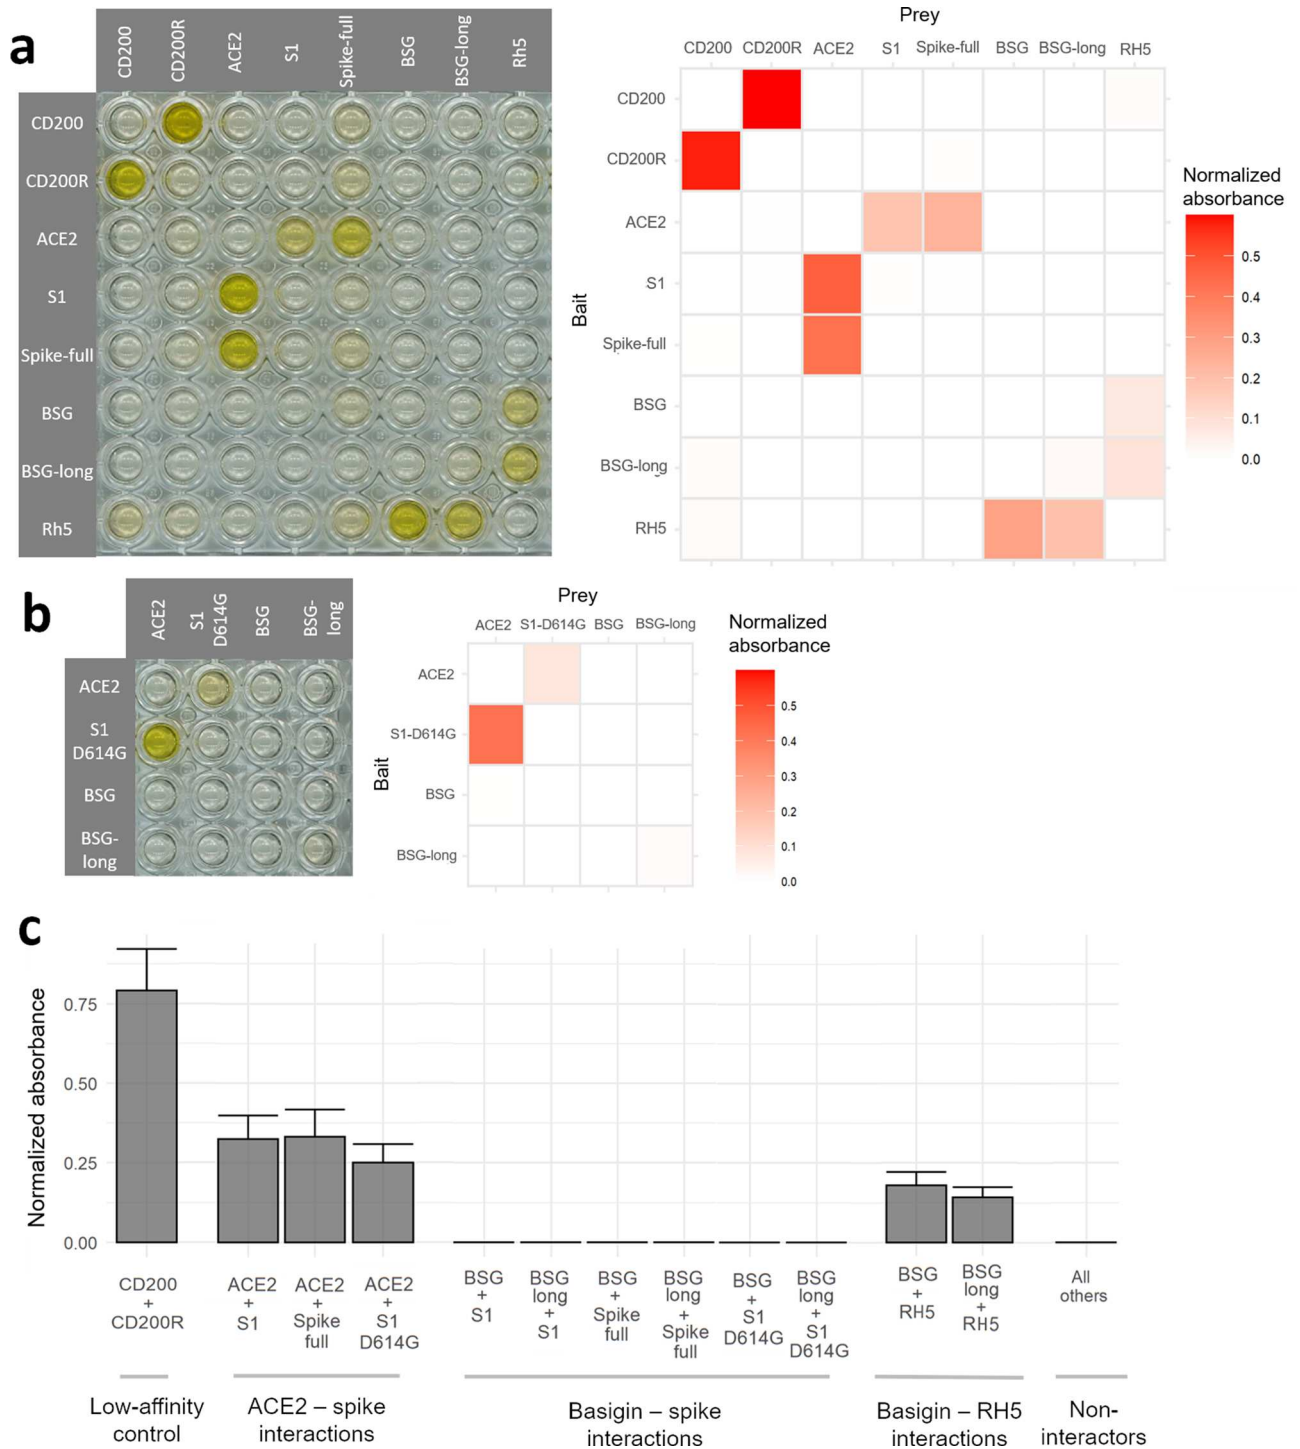 a
CD200
CD200R
ACE2
S1
Spike-full
BSG
BSG-long
Rh5
CD200
CD200R
ACE2
S1
Spike-full
BSG
BSG-long
Rh5
Prey
CD200 CD200R ACE2 S1 Spike-full BSG BSG-long RH5
Bait
CD200
CD200R
ACE2
S1
Spike-full
BSG
BSG-long
RH5
Normalized
absorbance
0.5
0.4
0.3
0.2
0.1
0.0
b
ACE2
S1
D614G
BSG
BSG-
long
ACE2
S1
D614G
BSG
BSG-
long
Prey
ACE2 S1-D614G BSG BSG-long
Bait
ACE2
S1-D614G
BSG
BSG-long
Normalized
absorbance
0.5
0.4
0.3
0.2
0.1
0.0
c
Normalized absorbance
0.75
0.50
0.25
0.00
CD200
+
CD200R
ACE2
+
S1
ACE2
+
Spike
full
ACE2
+
S1
D614G
BSG
+
S1
BSG
long
+
S1
BSG
+
Spike
full
BSG
long
+
Spike
full
BSG
+
S1
D614G
BSG
long
+
S1
D614G
BSG
+
RH5
BSG
long
+
RH5
All
others
Low-affinity
control
ACE2 – spike
interactions
Basigin – spike
interactions
Basigin – RH5
interactions
Non-
interactors